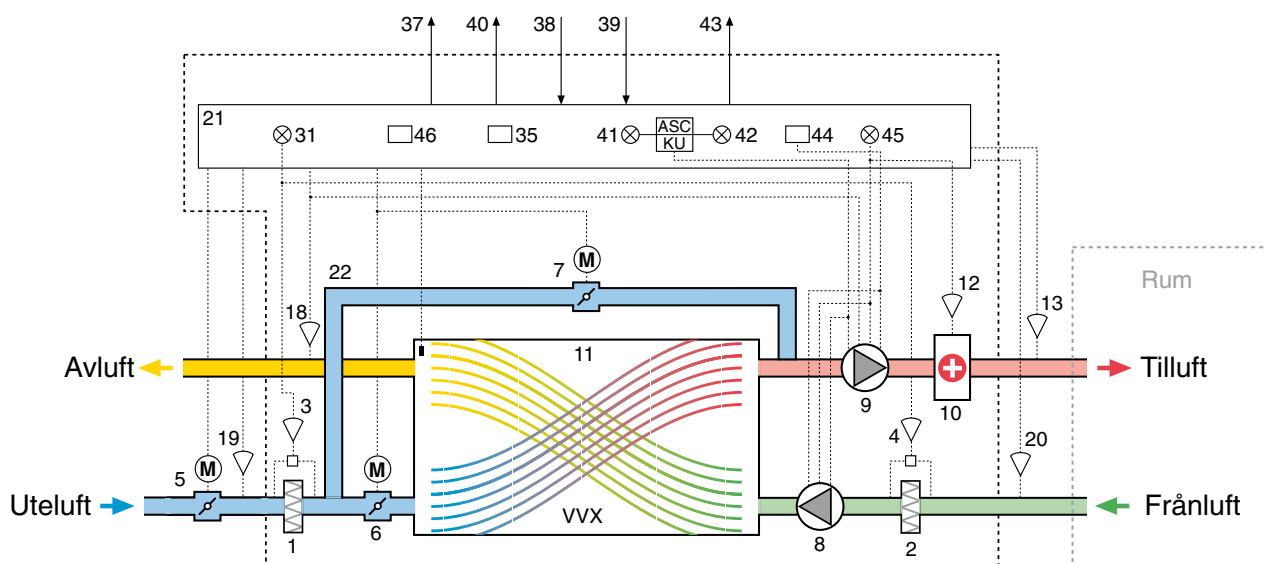 37 40 38 39 43
21 31 46 35 41 ASC 42 44 45
KU
22 7 M 12 13 Rum
18
Avluft 11 9 10 Tilluft
3 4
19 20
5 M M
Uteluft VVX Frånluft
1 6 8 2